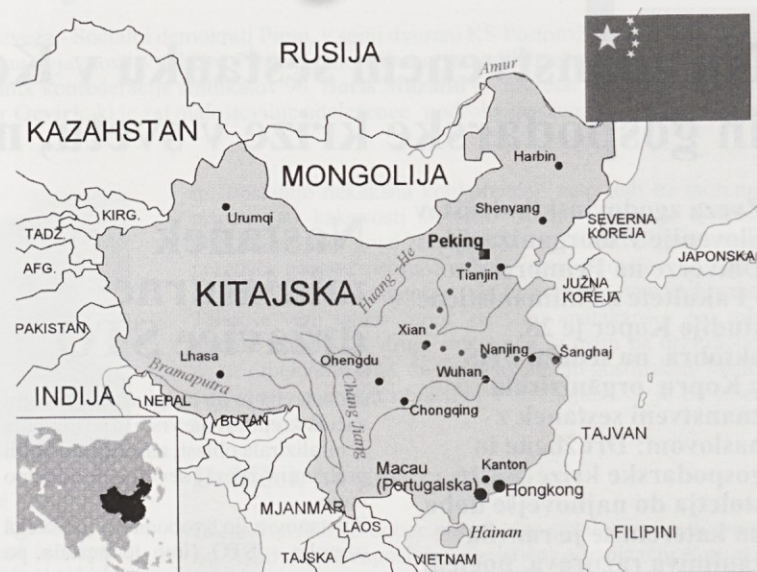 RUSIJA
Amur
KAZAHSTAN
Harbin
MONGOLIJA
KIRG.
Urumqi
Shenyang
SEVERNA
KOREJA
TADŽ.
Peking
AFG.
Tianjin
JAPONSKA
Huang He
KITAJSKA
JUŽNA
KOREJA
PAKISTAN
Xian
Nanjing
Šanghaj
Lhasa
Ohengdu
Wuhan
Bramaputra
INDIJA
NEPAL
BUTAN
Chang Jiang
Chongqing
TAJVAN
Macau
(Portugalska)
Kanton
Hongkong
MJANMAR
LAOS
Hainan
TAJSKA
VIETNAM
FILIPINI